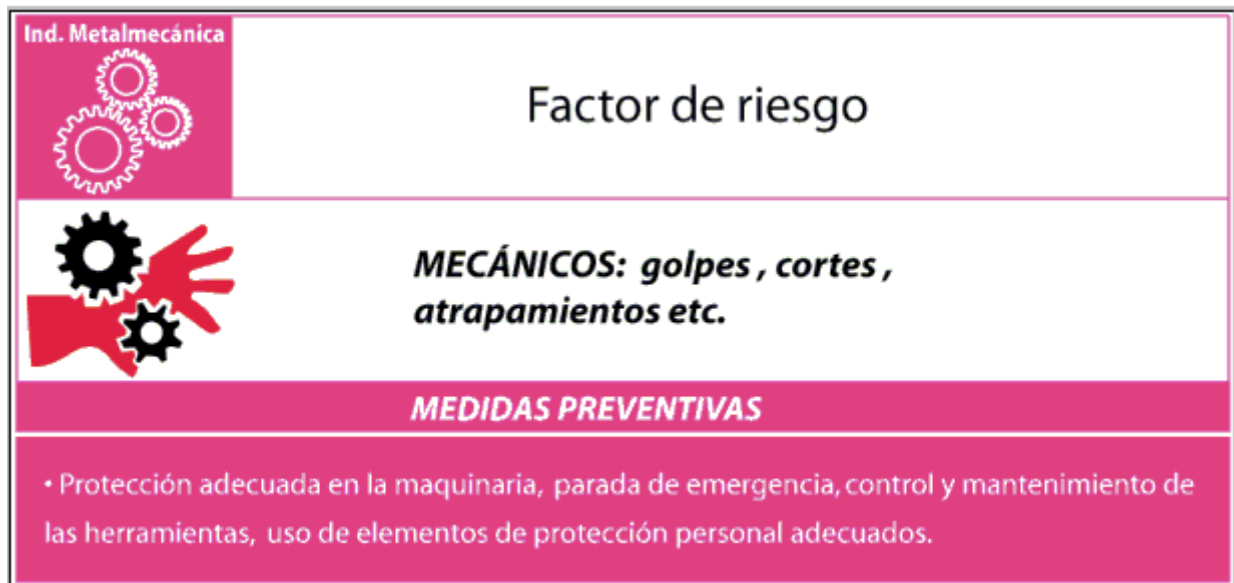 Ind. Metalmecánica
Factor de riesgo
MECÁNICOS: golpes , cortes ,
atrapamientos etc.
MEDIDAS PREVENTIVAS
• Protección adecuada en la maquinaria, parada de emergencia, control y mantenimiento de
las herramientas, uso de elementos de protección personal adecuados.